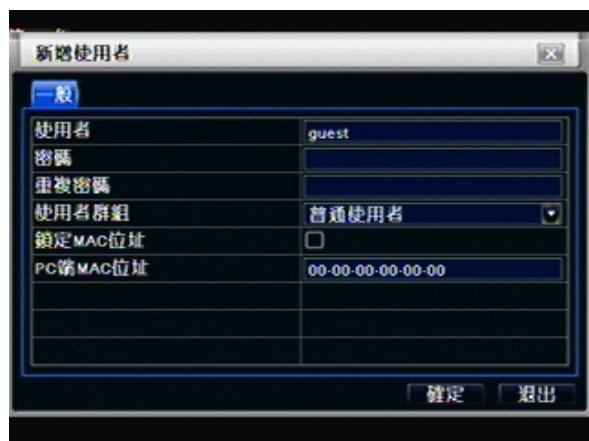 新增使用者
一般
使用者 guest
密碼
重複密碼
使用者群組 普通使用者
鎖定MAC位址
PC端MAC位址 00-00-00-00-00-00
確定 退出